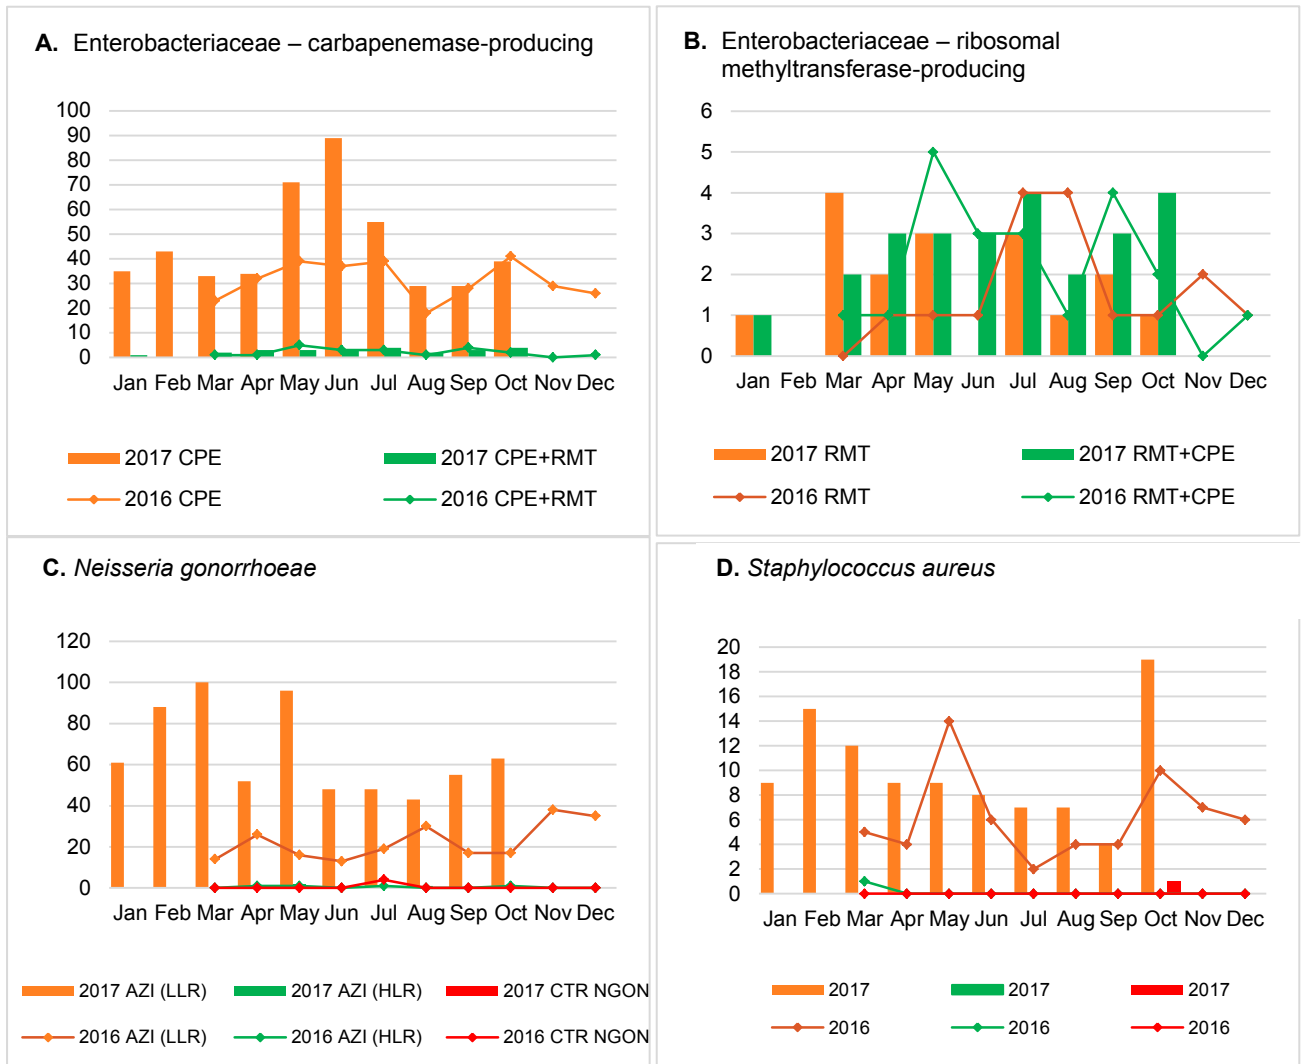 A. Enterobacteriaceae – carbapenemase-producing
100
90
80
70
60
50
40
30
20
10
0
Jan Feb Mar Apr May Jun Jul Aug Sep Oct Nov Dec
2017 CPE 2017 CPE+RMT
2016 CPE 2016 CPE+RMT
B. Enterobacteriaceae – ribosomal
methyltransferase-producing
6
5
4
3
2
1
0
Jan Feb Mar Apr May Jun Jul Aug Sep Oct Nov Dec
2017 RMT 2017 RMT+CPE
2016 RMT 2016 RMT+CPE
C. Neisseria gonorrhoeae
120
100
80
60
40
20
0
Jan Feb Mar Apr May Jun Jul Aug Sep Oct Nov Dec
2017 AZI (LLR) 2017 AZI (HLR) 2017 CTR NGON
2016 AZI (LLR) 2016 AZI (HLR) 2016 CTR NGON
D. Staphylococcus aureus
20
18
16
14
12
10
8
6
4
2
0
Jan Feb Mar Apr May Jun Jul Aug Sep Oct Nov Dec
2017 2017 2017
2016 2016 2016